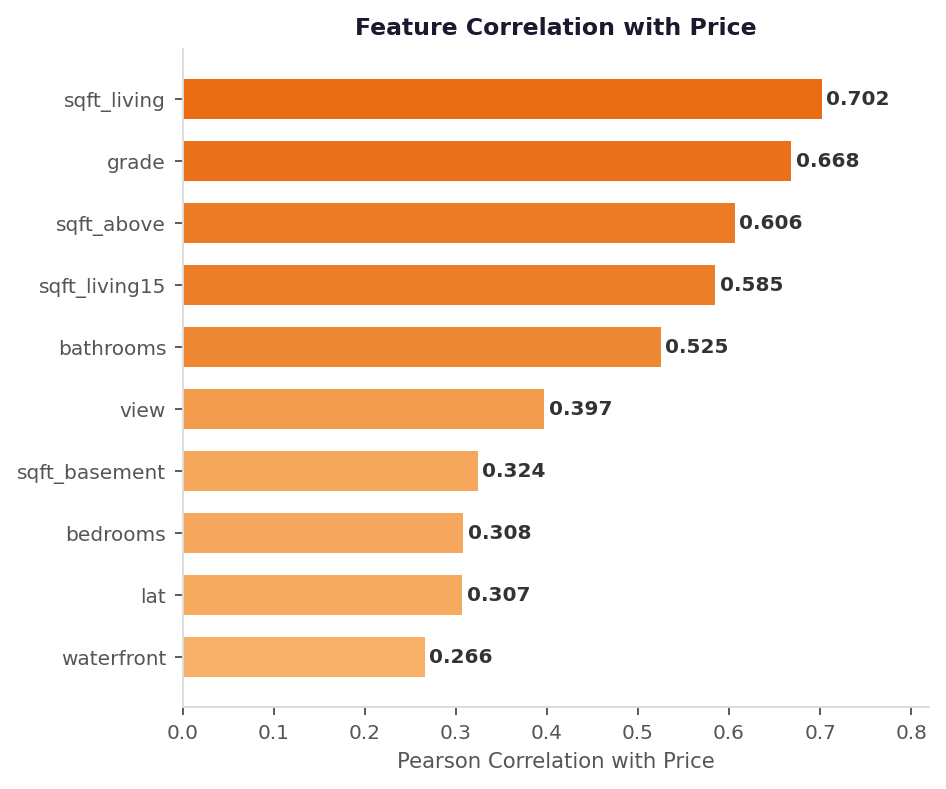 Feature Correlation with Price
sqft_living 0.702
grade 0.668
sqft_above 0.606
sqft_living15 0.585
bathrooms 0.525
view 0.397
sqft_basement 0.324
bedrooms 0.308
lat 0.307
waterfront 0.266
0.0 0.1 0.2 0.3 0.4 0.5 0.6 0.7 0.8
Pearson Correlation with Price